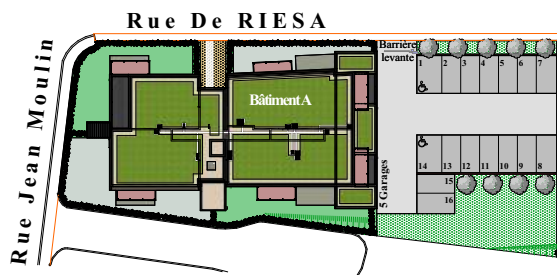 Rue De RIESA
Rue Jean Moulin
Barrière
levante
Bâtiment A
1 2 3 4 5 6 7
14 13 12 11 10 9 8
15
16
5 Garages